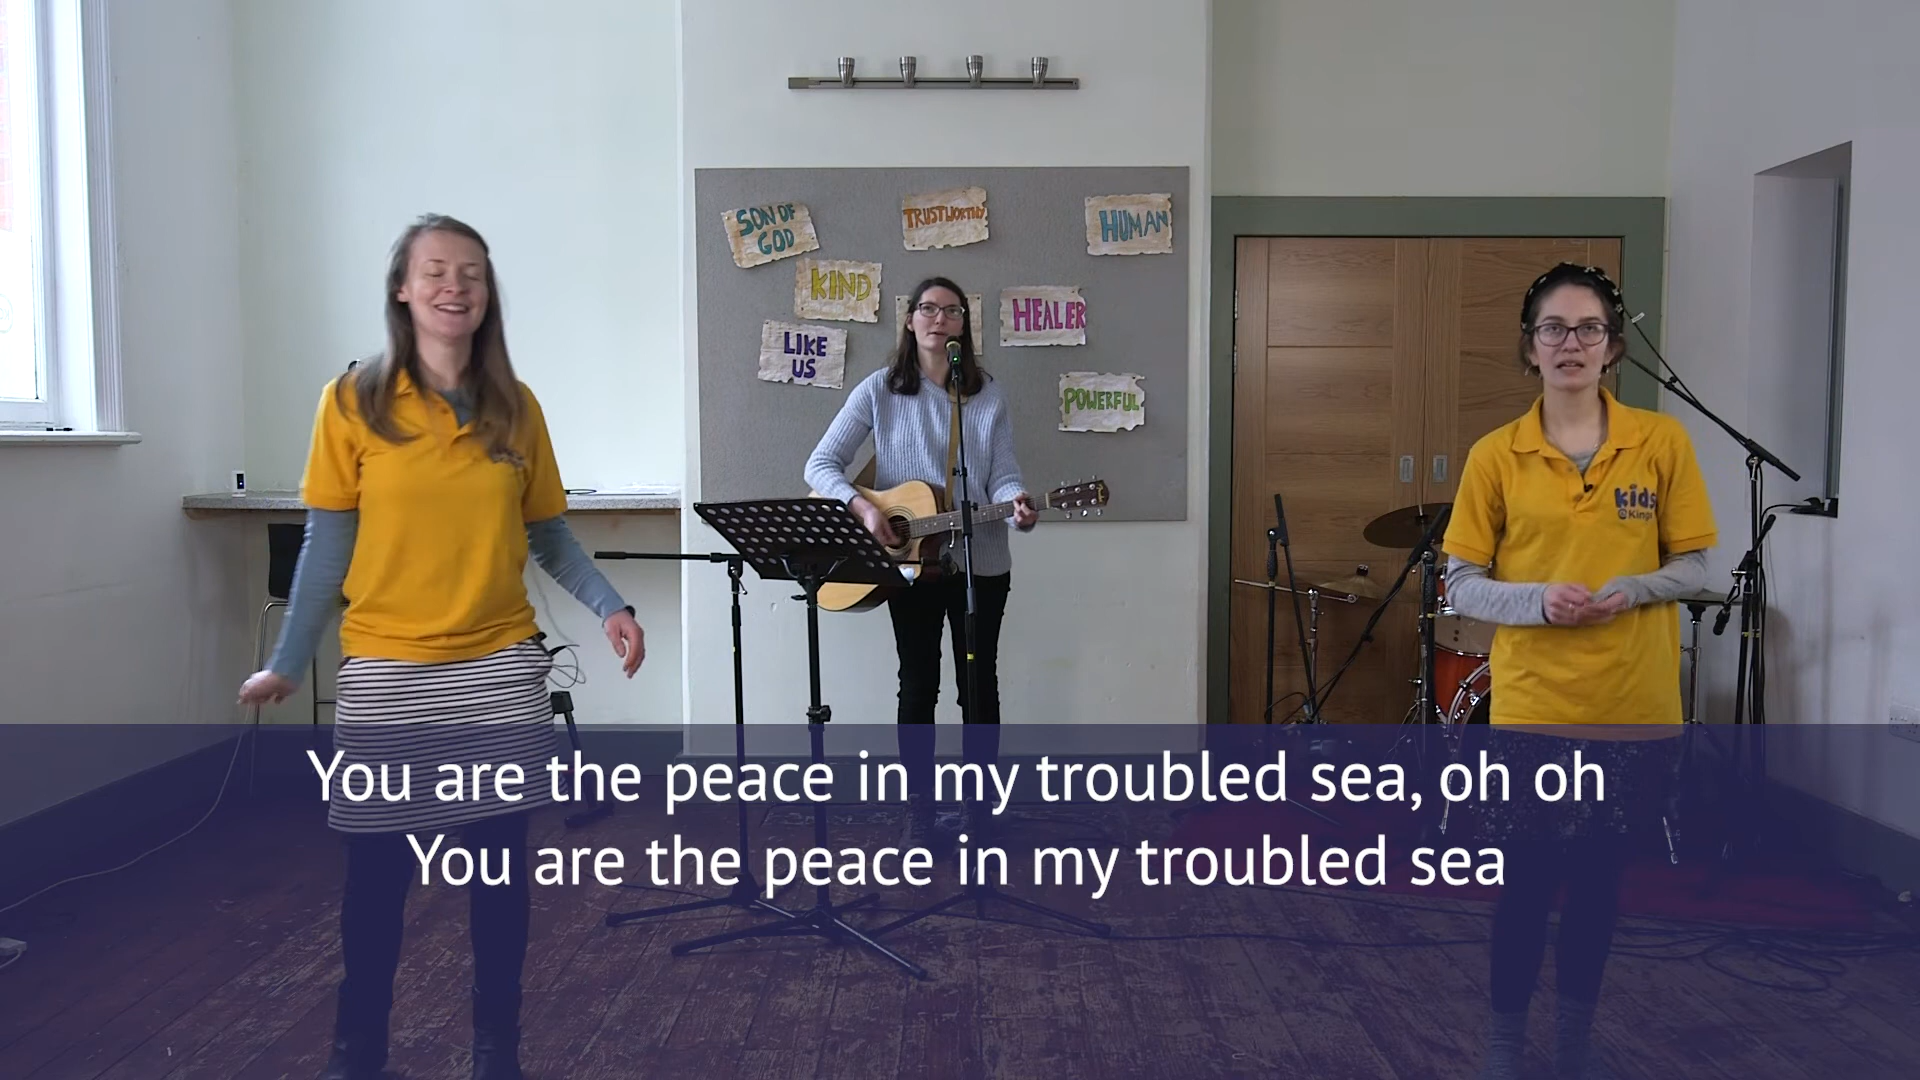 SON OF
GOD
TRUSTWORTHY
HUMAN
KIND
HEALER
LIKE
US
POWERFUL
kids
@Kings
You are the peace in my troubled sea, oh oh
You are the peace in my troubled sea